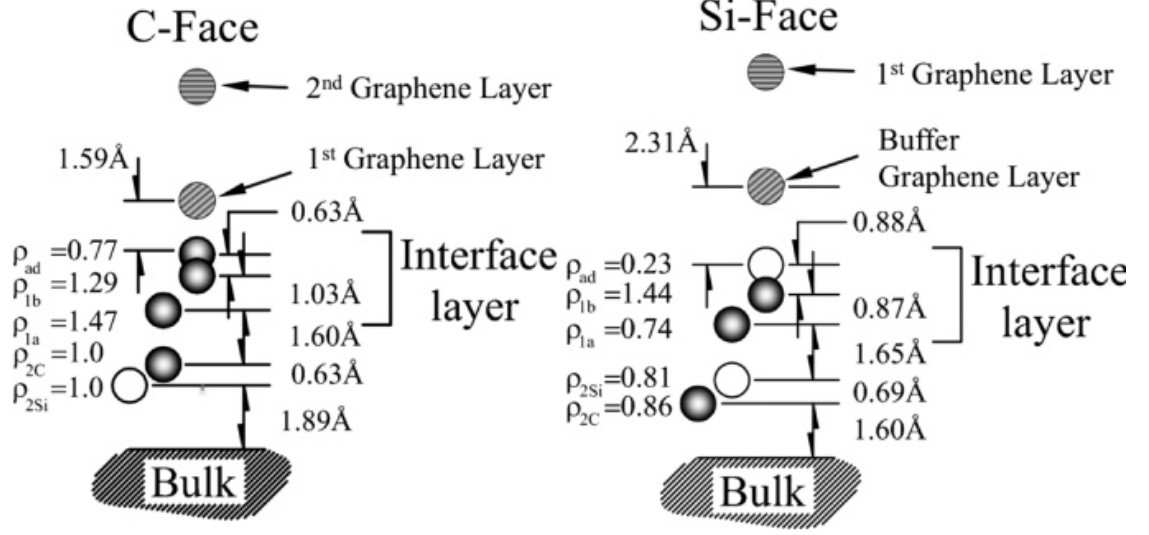 C-Face
2nd Graphene Layer
1.59Å
1st Graphene Layer
0.63Å
ρad=0.77
ρ1b=1.29
ρ1a=1.47
ρ2C=1.0
ρ2Si=1.0
Interface
layer
1.03Å
1.60Å
0.63Å
1.89Å
Bulk
Si-Face
1st Graphene Layer
2.31Å
Buffer
Graphene Layer
0.88Å
ρad=0.23
ρ1b=1.44
ρ1a=0.74
ρ2Si=0.81
ρ2C=0.86
Interface
layer
0.87Å
1.65Å
0.69Å
1.60Å
Bulk